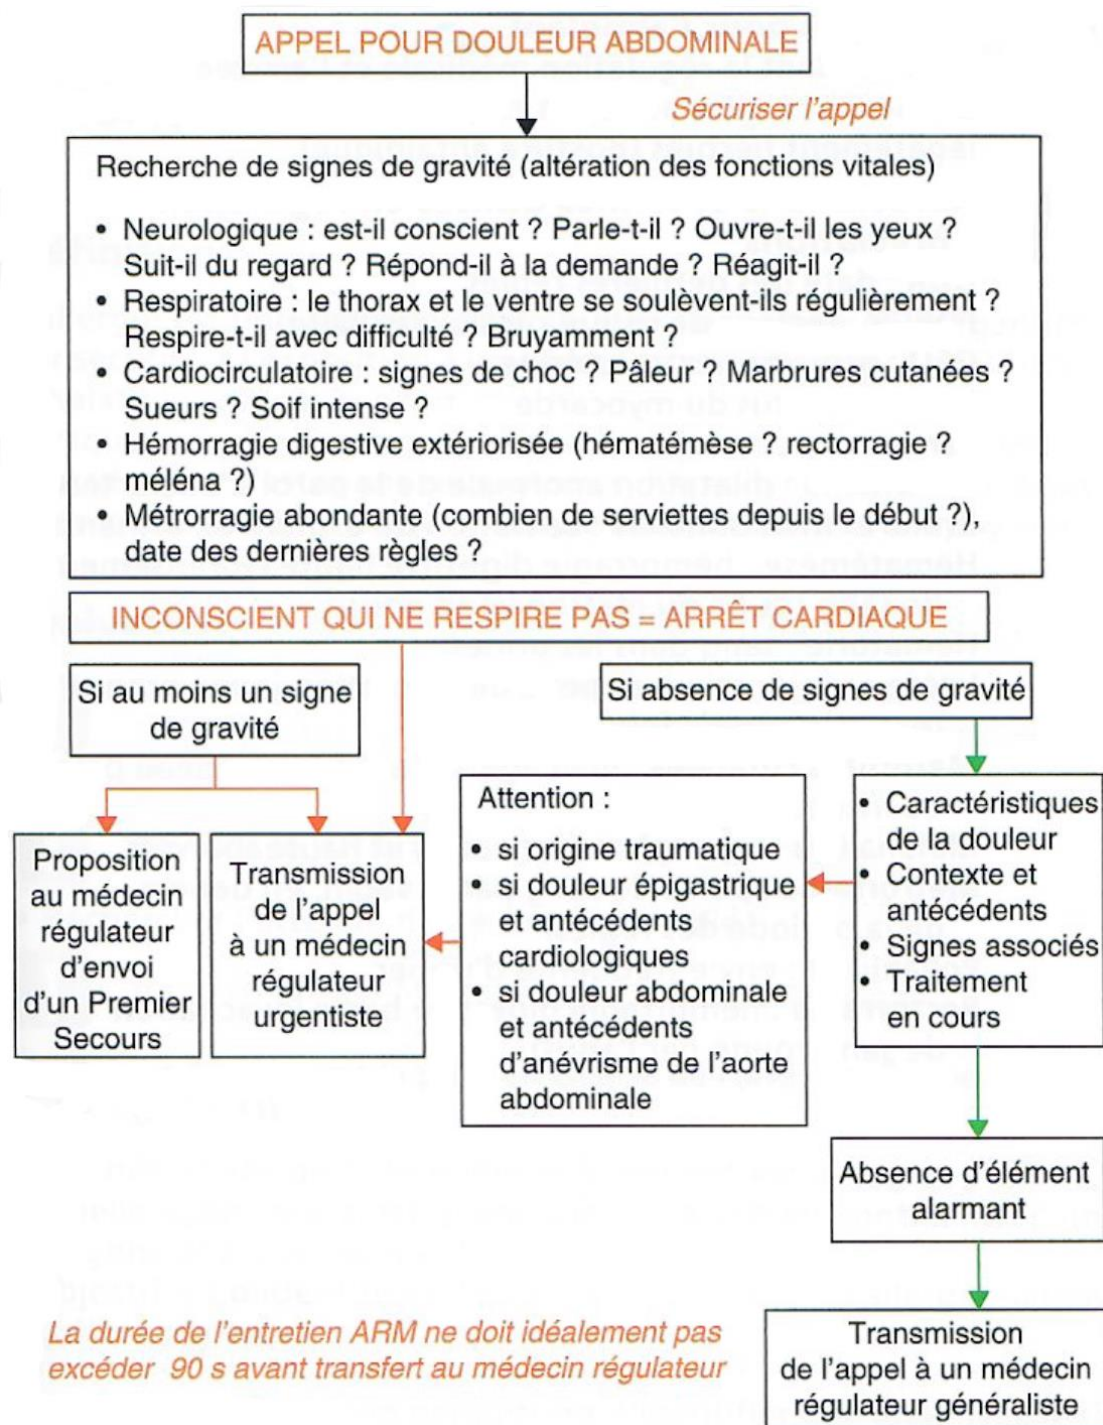 APPEL POUR DOULEUR ABDOMINALE
Sécuriser l'appel
Recherche de signes de gravité (altération des fonctions vitales)
• Neurologique : est-il conscient ? Parle-t-il ? Ouvre-t-il les yeux ?
Suit-il du regard ? Répond-il à la demande ? Réagit-il ?
• Respiratoire : le thorax et le ventre se soulèvent-ils régulièrement ?
Respire-t-il avec difficulté ? Bruyamment ?
• Cardiocirculatoire : signes de choc ? Pâleur ? Marbrures cutanées ?
Sueurs ? Soif intense ?
• Hémorragie digestive extériorisée (hématémèse ? rectorragie ?
méléna ?)
• Métrorragie abondante (combien de serviettes depuis le début ?),
date des dernières règles ?
INCONSCIENT QUI NE RESPIRE PAS = ARRÊT CARDIAQUE
Si au moins un signe
de gravité
Si absence de signes de gravité
Proposition
au médecin
régulateur
d'envoi
d'un Premier
Secours
Transmission
de l'appel
à un médecin
régulateur
urgentiste
Attention :
• si origine traumatique
• si douleur épigastrique
et antécédents
cardiologiques
• si douleur abdominale
et antécédents
d'anévrisme de l'aorte
abdominale
• Caractéristiques
de la douleur
• Contexte et
antécédents
• Signes associés
• Traitement
en cours
Absence d'élément
alarmant
Transmission
de l'appel à un médecin
régulateur généraliste
La durée de l'entretien ARM ne doit idéalement pas
excéder 90 s avant transfert au médecin régulateur